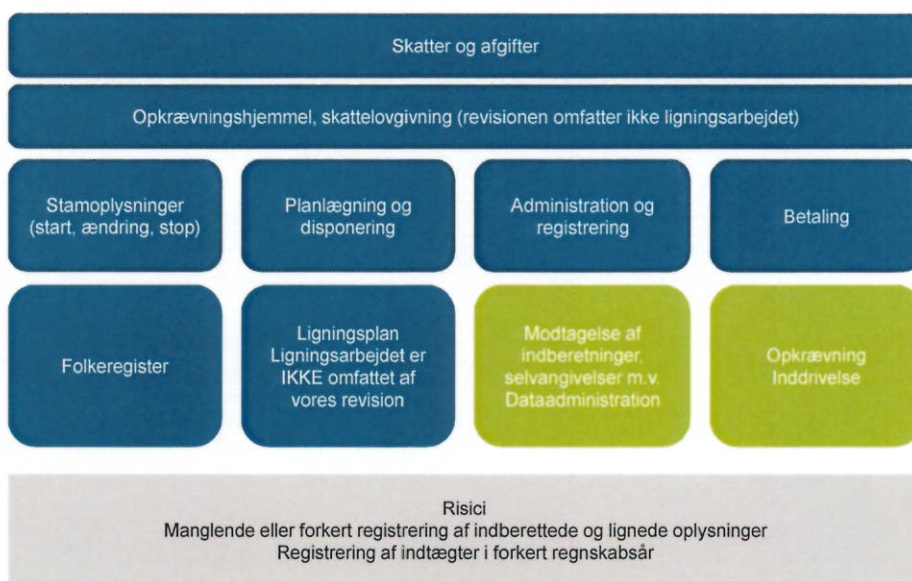 Skatter og afgifter
Opkrævningshjemmel, skattelovgivning (revisionen omfatter ikke ligningsarbejdet)
Stamoplysninger
(start, ændring, stop)
Planlægning og
disponering
Administration og
registrering
Betaling
Folkeregister
Ligningsplan
Ligningsarbejdet er
IKKE omfattet af
vores revision
Modtagelse af
indberetninger,
selvangivelser m.v.
Dataadministration
Opkrævning
Inddrivelse
Risici
Manglende eller forkert registrering af indberettede og lignede oplysninger
Registrering af indtægter i forkert regnskabsår